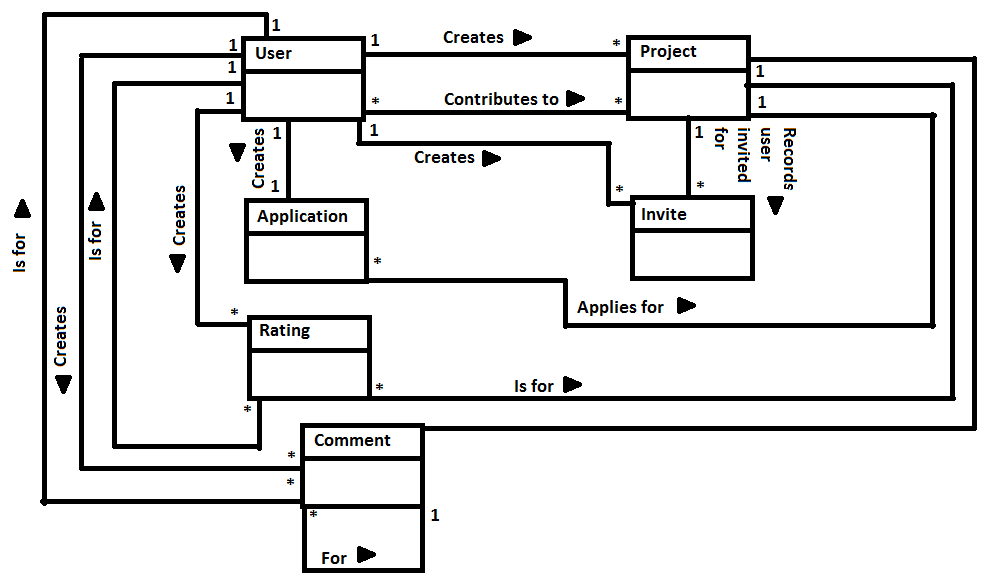 1
1
User
1
Creates
*
Project
1
1
1
*
Contributes to
*
1
1
1
1
Creates
Creates
1
Records
user
invited
for
1
*
*
Application
Invite
Creates
Is for
Is for
*
Applies for
*
Rating
Creates
*
Is for
*
Comment
*
*
*
1
For